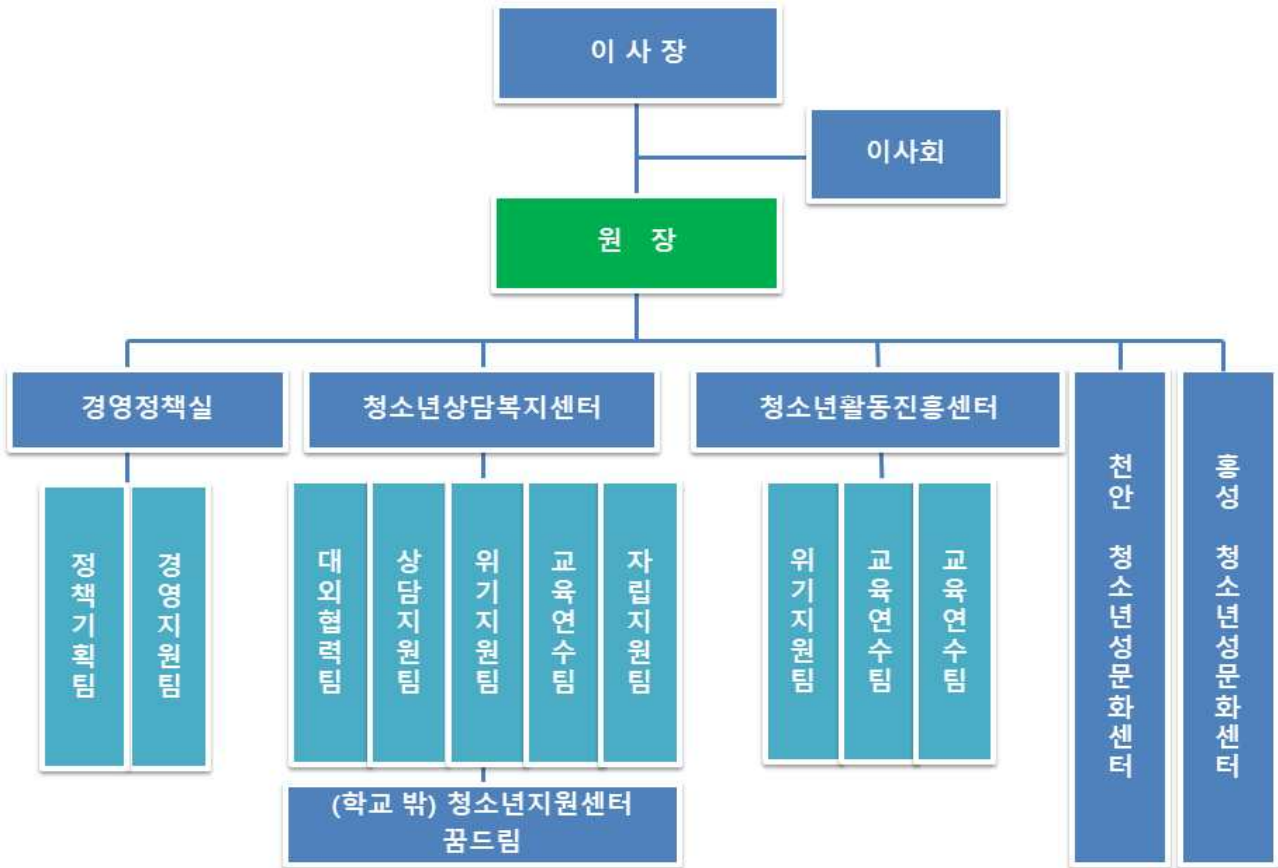 이 사 장
이사회
원 장
경영정책실
청소년상담복지센터
청소년활동진흥센터
천안 청소년성문화센터
홍성 청소년성문화센터
정책기획팀
경영지원팀
대외협력팀
상담지원팀
위기지원팀
교육연수팀
자립지원팀
위기지원팀
교육연수팀
교육연수팀
(학교 밖) 청소년지원센터
꿈드림